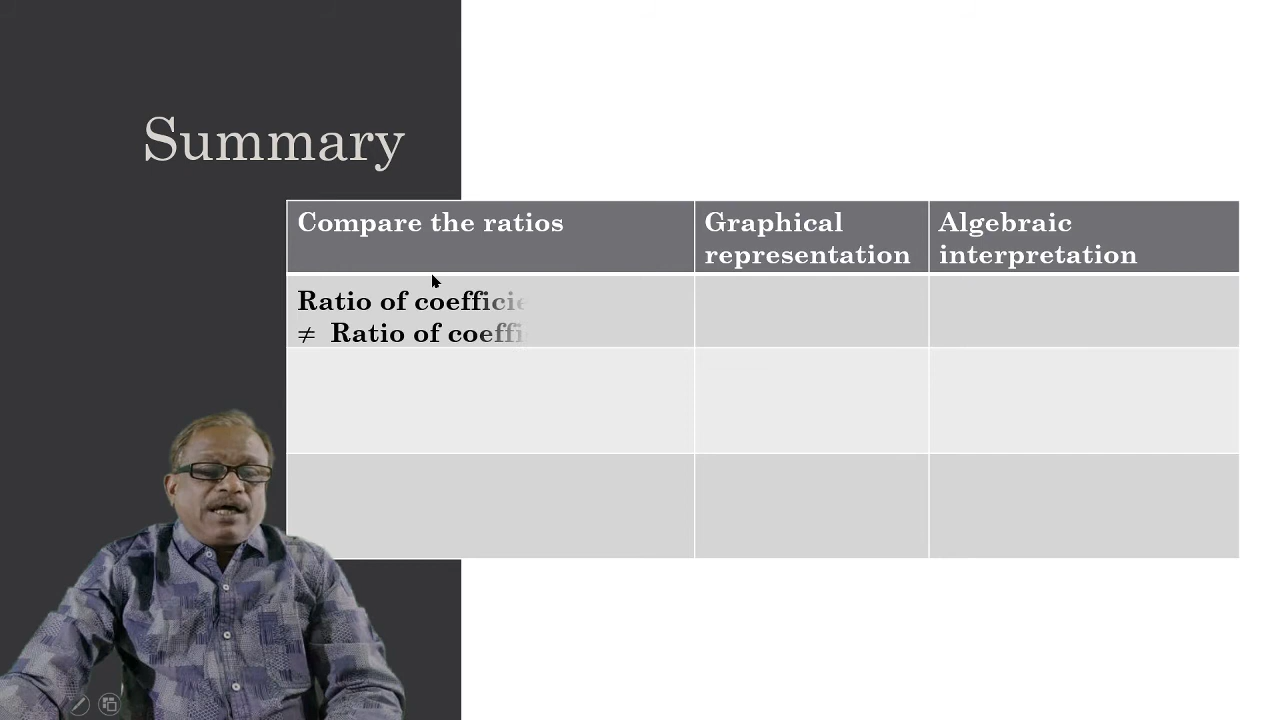 Summary
Compare the ratios
Graphical
representation
Algebraic
interpretation
Ratio of
≠ Ratio of